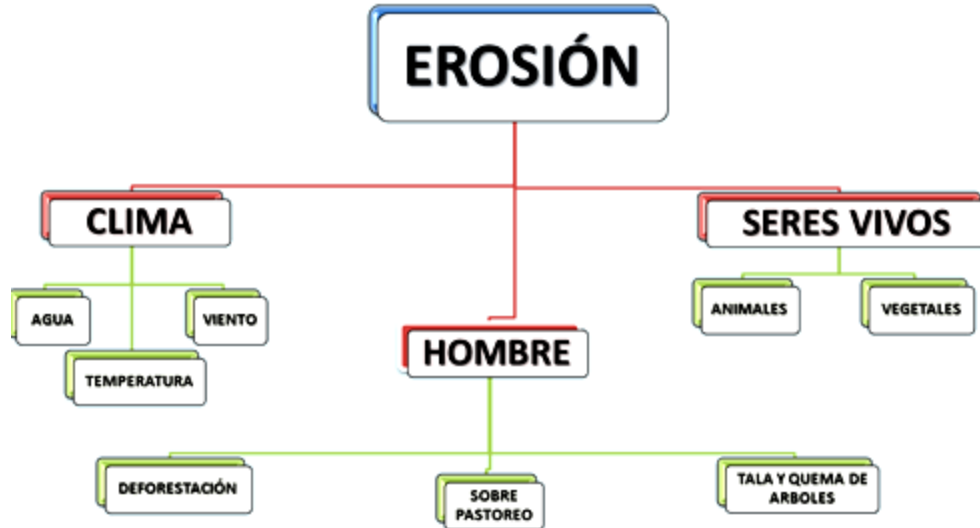 EROSIÓN
CLIMA
SERES VIVOS
AGUA
VIENTO
ANIMALES
VEGETALES
TEMPERATURA
HOMBRE
DEFORESTACIÓN
SOBRE
PASTOREO
TALA Y QUEMA DE
ARBOLES